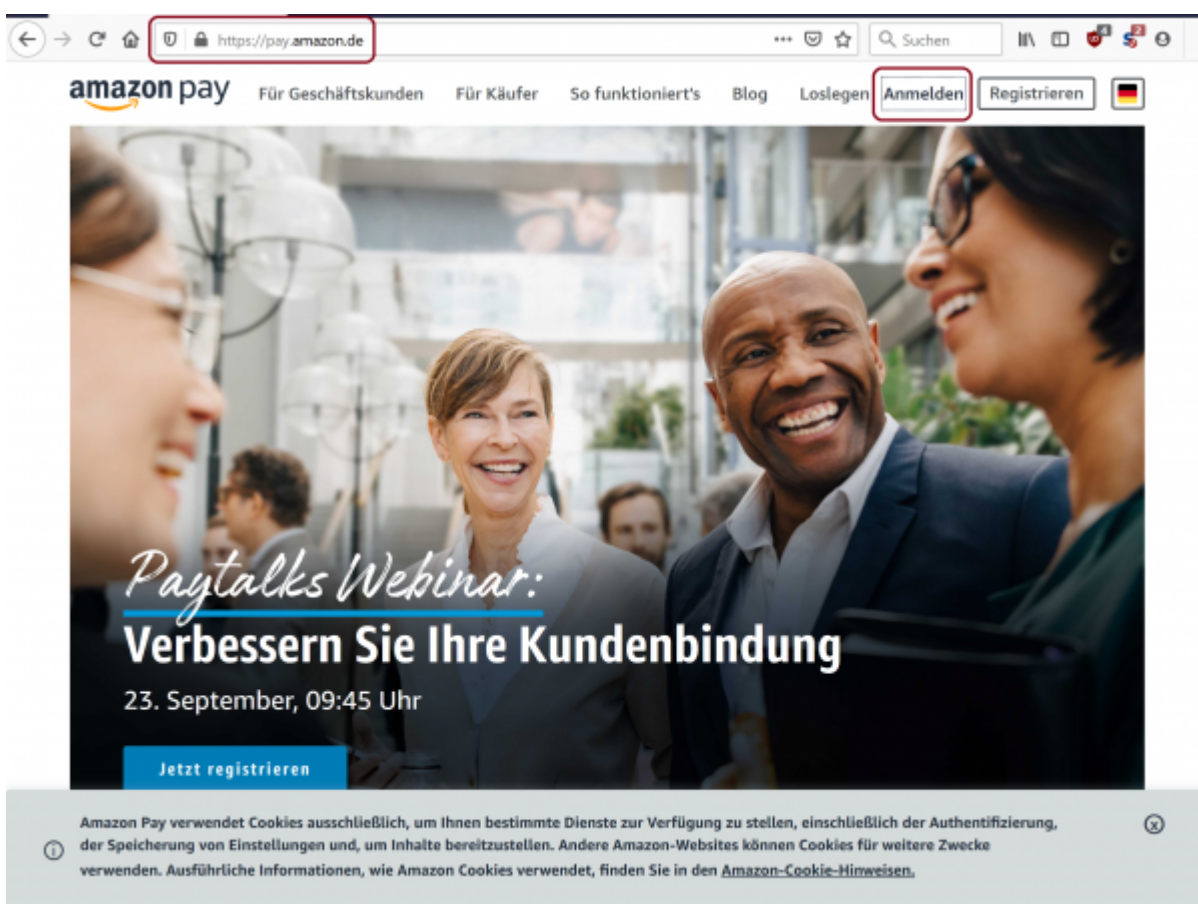 https://pay.amazon.de
Suchen
4
2
amazon pay
Für Geschäftskunden
Für Käufer
So funktioniert's
Blog
Loslegen
Anmelden
Registrieren
Paytalks Webinar:
Verbessern Sie Ihre Kundenbindung
23. September, 09:45 Uhr
Jetzt registrieren
Amazon Pay verwendet Cookies ausschließlich, um Ihnen bestimmte Dienste zur Verfügung zu stellen, einschließlich der Authentifizierung,
der Speicherung von Einstellungen und, um Inhalte bereitzustellen. Andere Amazon-Websites können Cookies für weitere Zwecke
verwenden. Ausführliche Informationen, wie Amazon Cookies verwendet, finden Sie in den Amazon-Cookie-Hinweisen.